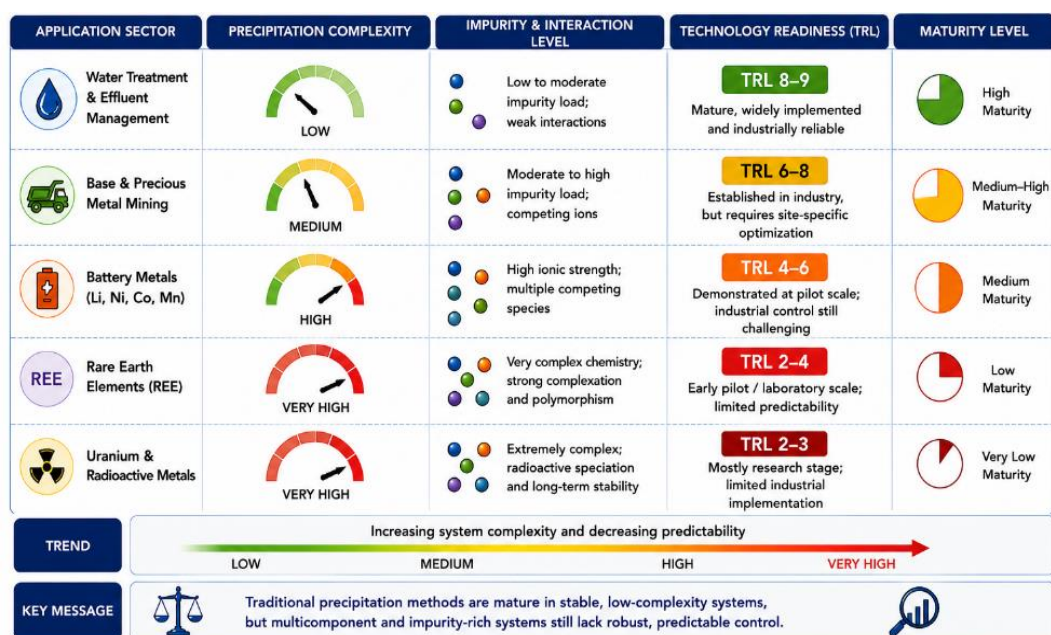 APPLICATION SECTOR
PRECIPITATION COMPLEXITY
IMPURITY & INTERACTION
LEVEL
TECHNOLOGY READINESS (TRL)
MATURITY LEVEL
Water Treatment
& Effluent
Management
LOW
Low to moderate
impurity load;
weak interactions
TRL 8–9
Mature, widely implemented
and industrially reliable
High
Maturity
Base & Precious
Metal Mining
MEDIUM
Moderate to high
impurity load;
competing ions
TRL 6–8
Established in industry,
but requires site-specific
optimization
Medium–High
Maturity
Battery Metals
(Li, Ni, Co, Mn)
HIGH
High ionic strength;
multiple competing
species
TRL 4–6
Demonstrated at pilot scale;
industrial control still
challenging
Medium
Maturity
REE
Rare Earth
Elements (REE)
VERY HIGH
Very complex chemistry;
strong complexation
and polymorphism
TRL 2–4
Early pilot / laboratory scale;
limited predictability
Low
Maturity
Uranium &
Radioactive Metals
VERY HIGH
Extremely complex;
radioactive speciation
and long-term stability
TRL 2–3
Mostly research stage;
limited industrial
implementation
Very Low
Maturity
TREND
Increasing system complexity and decreasing predictability
LOW MEDIUM HIGH VERY HIGH
KEY MESSAGE
Traditional precipitation methods are mature in stable, low-complexity systems,
but multicomponent and impurity-rich systems still lack robust, predictable control.